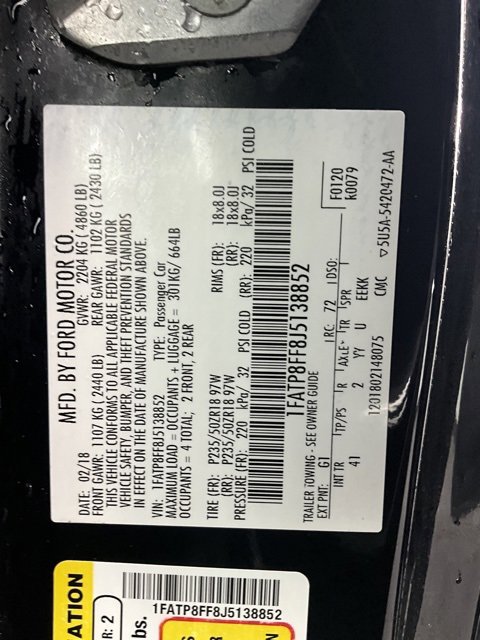 MFD. BY FORD MOTOR CO.
DATE: 02/18 GVWR: 2204 KG ( 4860 LB)
FRONT GAWR: 1107 KG (2440 LB) REAR GAWR: 1102 KG ( 2430 LB)
THIS VEHICLE CONFORMS TO ALL APPLICABLE FEDERAL MOTOR
VEHICLE SAFETY, BUMPER, AND THEFT PREVENTION STANDARDS
IN EFFECT ON THE DATE OF MANUFACTURE SHOWN ABOVE.
VIN: 1FATP8FF8J5138852 TYPE: Passenger Car
MAXIMUM LOAD = OCCUPANTS + LUGGAGE = 301KG/ 664LB
OCCUPANTS = 4 TOTAL; 2 FRONT, 2 REAR
TIRE (FR): P235/50ZR18 97W RIMS (FR): 18x8.0J
(RR): P235/50ZR18 97W (RR): 18x8.0J
PRESSURE (FR): 220 kPa/ 32 PSI COLD (RR): 220 kPa/ 32 PSI COLD
1FATP8FF8J5138852
TRAILER TOWING - SEE OWNER GUIDE
EXT PNT: G1 RC: 72 DSO: F0120
k0079
INT TR TP/PS R AXLE TR SPR
41 2 YY U EEKK
1201802148075 CMC 5U5A-5420472-AA
ATION
R: 2
bs.
1FATP8FF8J5138852